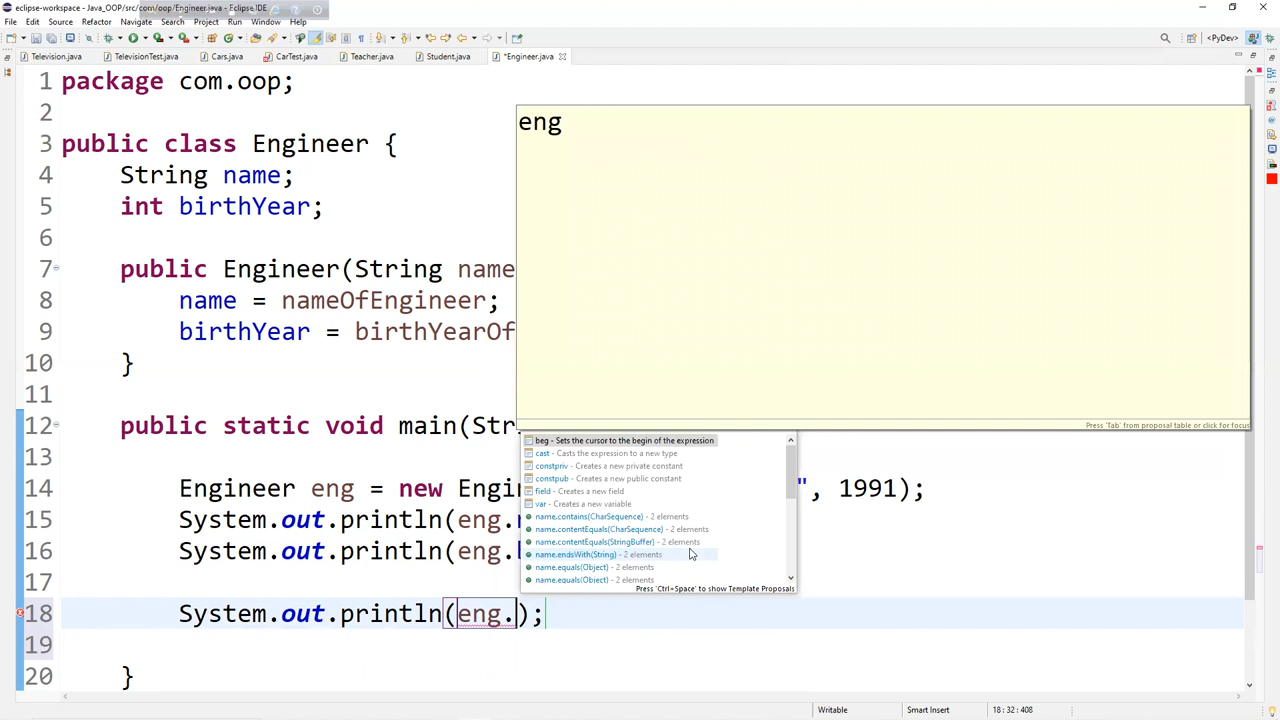 eclipse-workspace - Java_OOP/src/com/oop/Engineer.java - Eclipse IDE
File Edit Source Refactor Navigate Search Project Run Window Help
<PyDev>
Television.java TelevisionTest.java Cars.java CarTest.java Teacher.java Student.java *Engineer.java
1 package com.oop;
2
3 public class Engineer {
4 String name;
5 int birthYear;
6
7 public Engineer(String name
8 name = nameOfEngineer;
9 birthYear = birthYearOf
10 }
11
12 public static void main(Str
13
14 Engineer eng = new Engin ", 1991);
15 System.out.println(eng.
16 System.out.println(eng.
17
18 System.out.println(eng.);
19
20 }
eng
Press 'Tab' from proposal table or click for focus
beg - Sets the cursor to the begin of the expression
cast - Casts the expression to a new type
constpriv - Creates a new private constant
constpub - Creates a new public constant
field - Creates a new field
var - Creates a new variable
name.contains(CharSequence) - 2 elements
name.contentEquals(CharSequence) - 2 elements
name.contentEquals(StringBuffer) - 2 elements
name.endsWith(String) - 2 elements
name.equals(Object) - 2 elements
name.equals(Object) - 2 elements
Press 'Ctrl+Space' to show Template Proposals
Writable Smart Insert 18 : 32 : 408